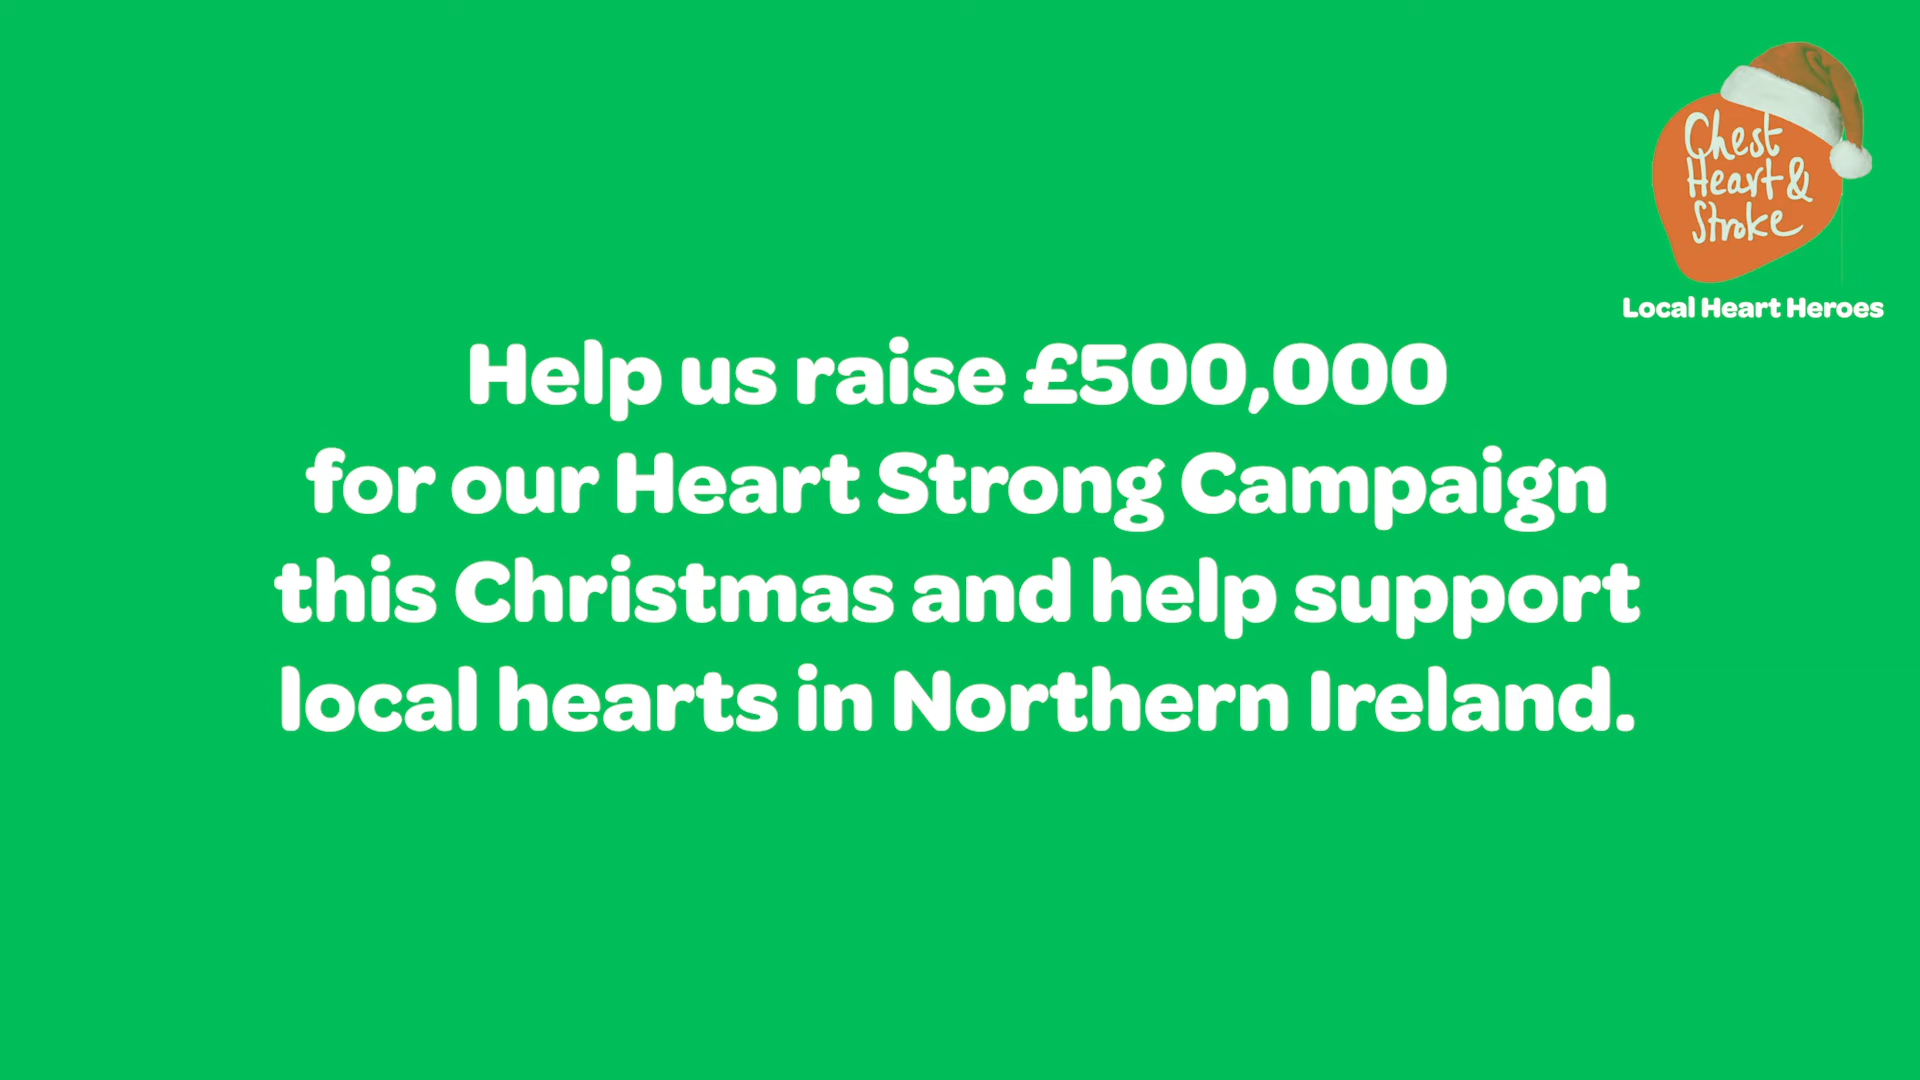 Chest
Heart &
Stroke
Local Heart Heroes
Help us raise £500,000
for our Heart Strong Campaign
this Christmas and help support
local hearts in Northern Ireland.